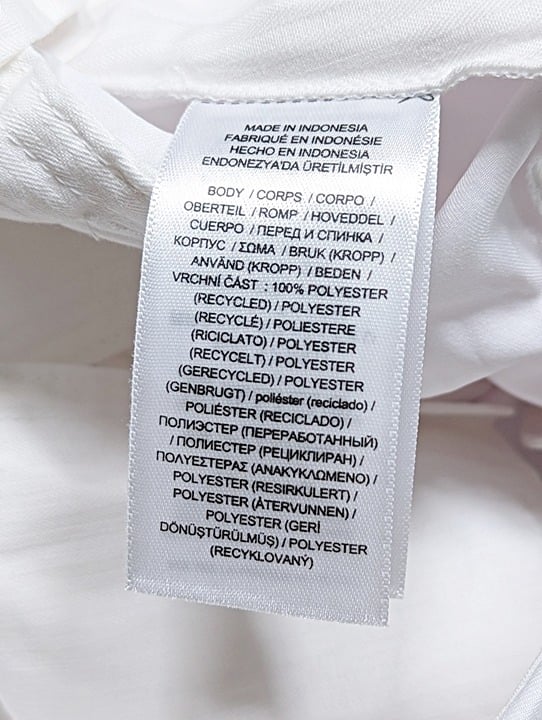 MADE IN INDONESIA
FABRIQUÉ EN INDONÉSIE
HECHO EN INDONESIA
ENDONEZYA'DA ÜRETİLMİŞTİR
BODY / CORPS / CORPO /
OBERTEIL / ROMP / HOVEDDEL /
CUERPO / ПЕРЕД И СПИНКА /
КОРПУС / ΣΩΜΑ / BRUK (KROPP) /
ANVÄND (KROPP) / BEDEN /
VRCHNÍ ČÁST : 100% POLYESTER
(RECYCLED) / POLYESTER
(RECYCLÉ) / POLIESTERE
(RICICLATO) / POLYESTER
(RECYCELT) / POLYESTER
(GERECYCLED) / POLYESTER
(GENBRUGT) / poliéster (reciclado) /
POLIÉSTER (RECICLADO) /
ПОЛИЭСТЕР (ПЕРЕРАБОТАННЫЙ)
/ ПОЛИЕСТЕР (РЕЦИКЛИРАН) /
ΠΟΛΥΕΣΤΕΡΑΣ (ΑΝΑΚΥΚΛΩΜΕΝΟ) /
POLYESTER (RESIRKULERT) /
POLYESTER (ÅTERVUNNEN) /
POLYESTER (GERİ
DÖNÜŞTÜRÜLMÜŞ) / POLYESTER
(RECYKLOVANÝ)